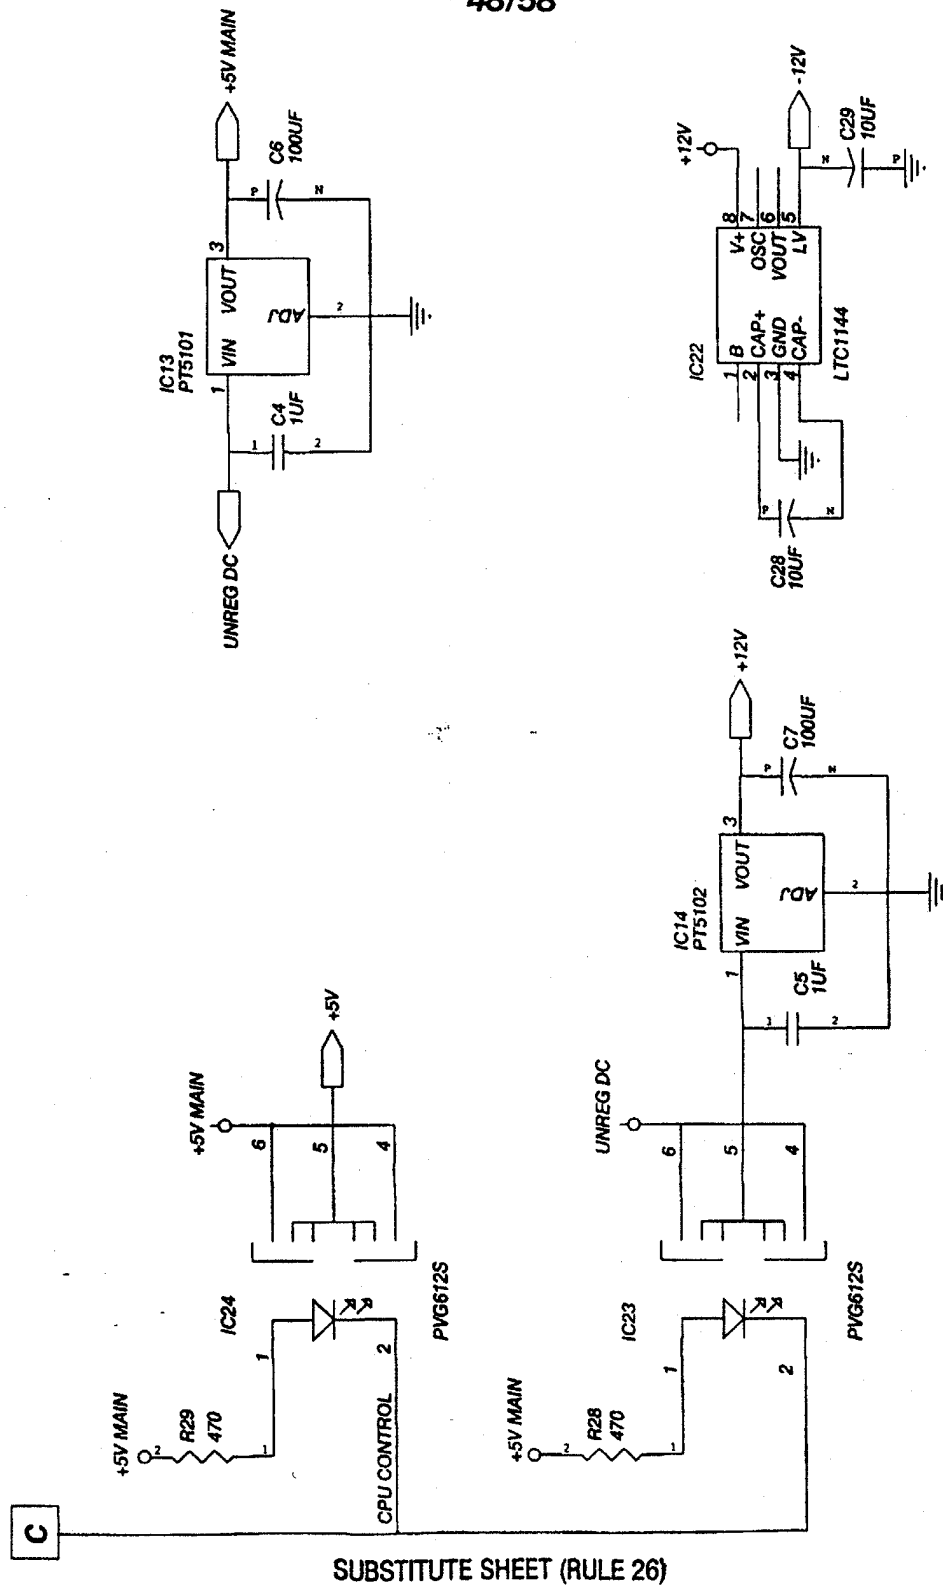 48/58
UNREG DC
1
C4
1UF
1
2
IC13
PT5101
VIN
VOUT
ADJ
2
3
P
N
C6
100UF
+5V MAIN
IC22
1
2
3
4
B
CAP+
GND
CAP-
V+
OSC
VOUT
LV
8
7
6
5
LTC1144
+12V
-12V
N
P
C29
10UF
P
N
C28
10UF
C
+5V MAIN
2
R29
470
1
1
IC24
2
CPU CONTROL
PVG612S
+5V MAIN
6
5
4
+5V
+5V MAIN
2
R28
470
1
1
IC23
2
PVG612S
UNREG DC
6
5
4
1
C5
1UF
1
2
IC14
PT5102
VIN
VOUT
ADJ
2
3
P
N
C7
100UF
+12V
SUBSTITUTE SHEET (RULE 26)